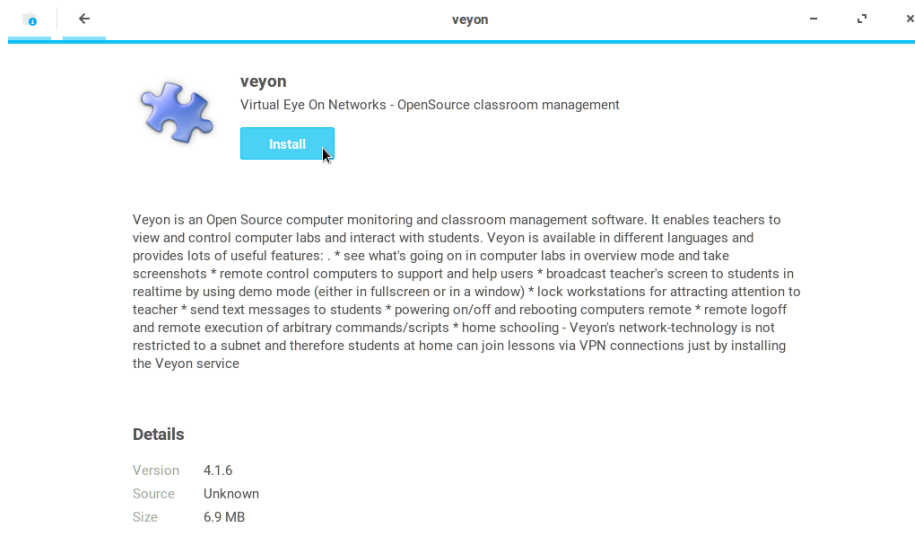 veyon
veyon
Virtual Eye On Networks - OpenSource classroom management
Install
Veyon is an Open Source computer monitoring and classroom management software. It enables teachers to
view and control computer labs and interact with students. Veyon is available in different languages and
provides lots of useful features: . * see what's going on in computer labs in overview mode and take
screenshots * remote control computers to support and help users * broadcast teacher's screen to students in
realtime by using demo mode (either in fullscreen or in a window) * lock workstations for attracting attention to
teacher * send text messages to students * powering on/off and rebooting computers remote * remote logoff
and remote execution of arbitrary commands/scripts * home schooling - Veyon's network-technology is not
restricted to a subnet and therefore students at home can join lessons via VPN connections just by installing
the Veyon service
Details
Version 4.1.6
Source Unknown
Size 6.9 MB